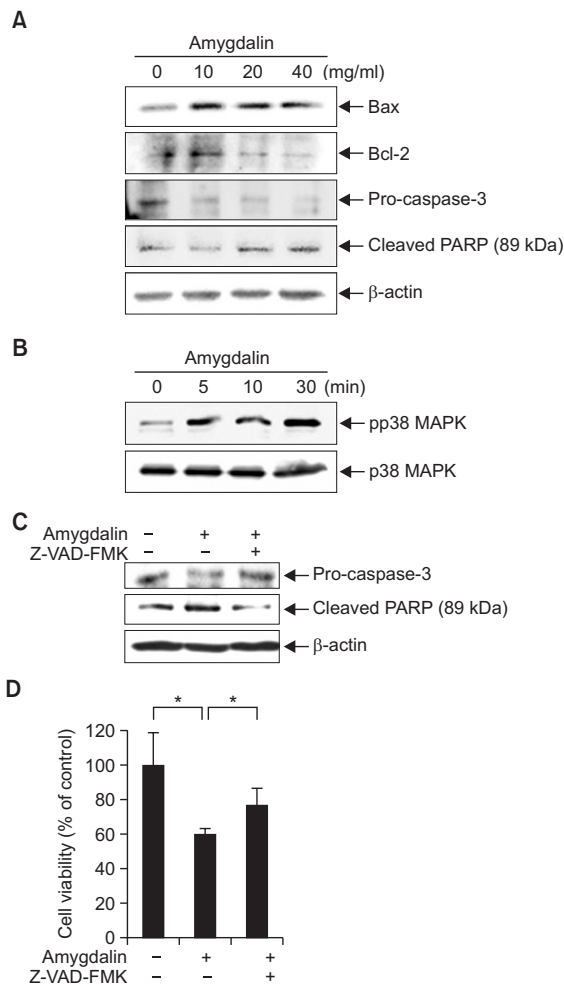 A
Amygdalin
0 10 20 40 (mg/ml)
Bax
Bcl-2
Pro-caspase-3
Cleaved PARP (89 kDa)
β-actin
B
Amygdalin
0 5 10 30 (min)
pp38 MAPK
p38 MAPK
C
Amygdalin – + +
Z-VAD-FMK – – +
Pro-caspase-3
Cleaved PARP (89 kDa)
β-actin
D
* *
Cell viability (% of control)
120
100
80
60
40
20
0
Amygdalin – + +
Z-VAD-FMK – – +